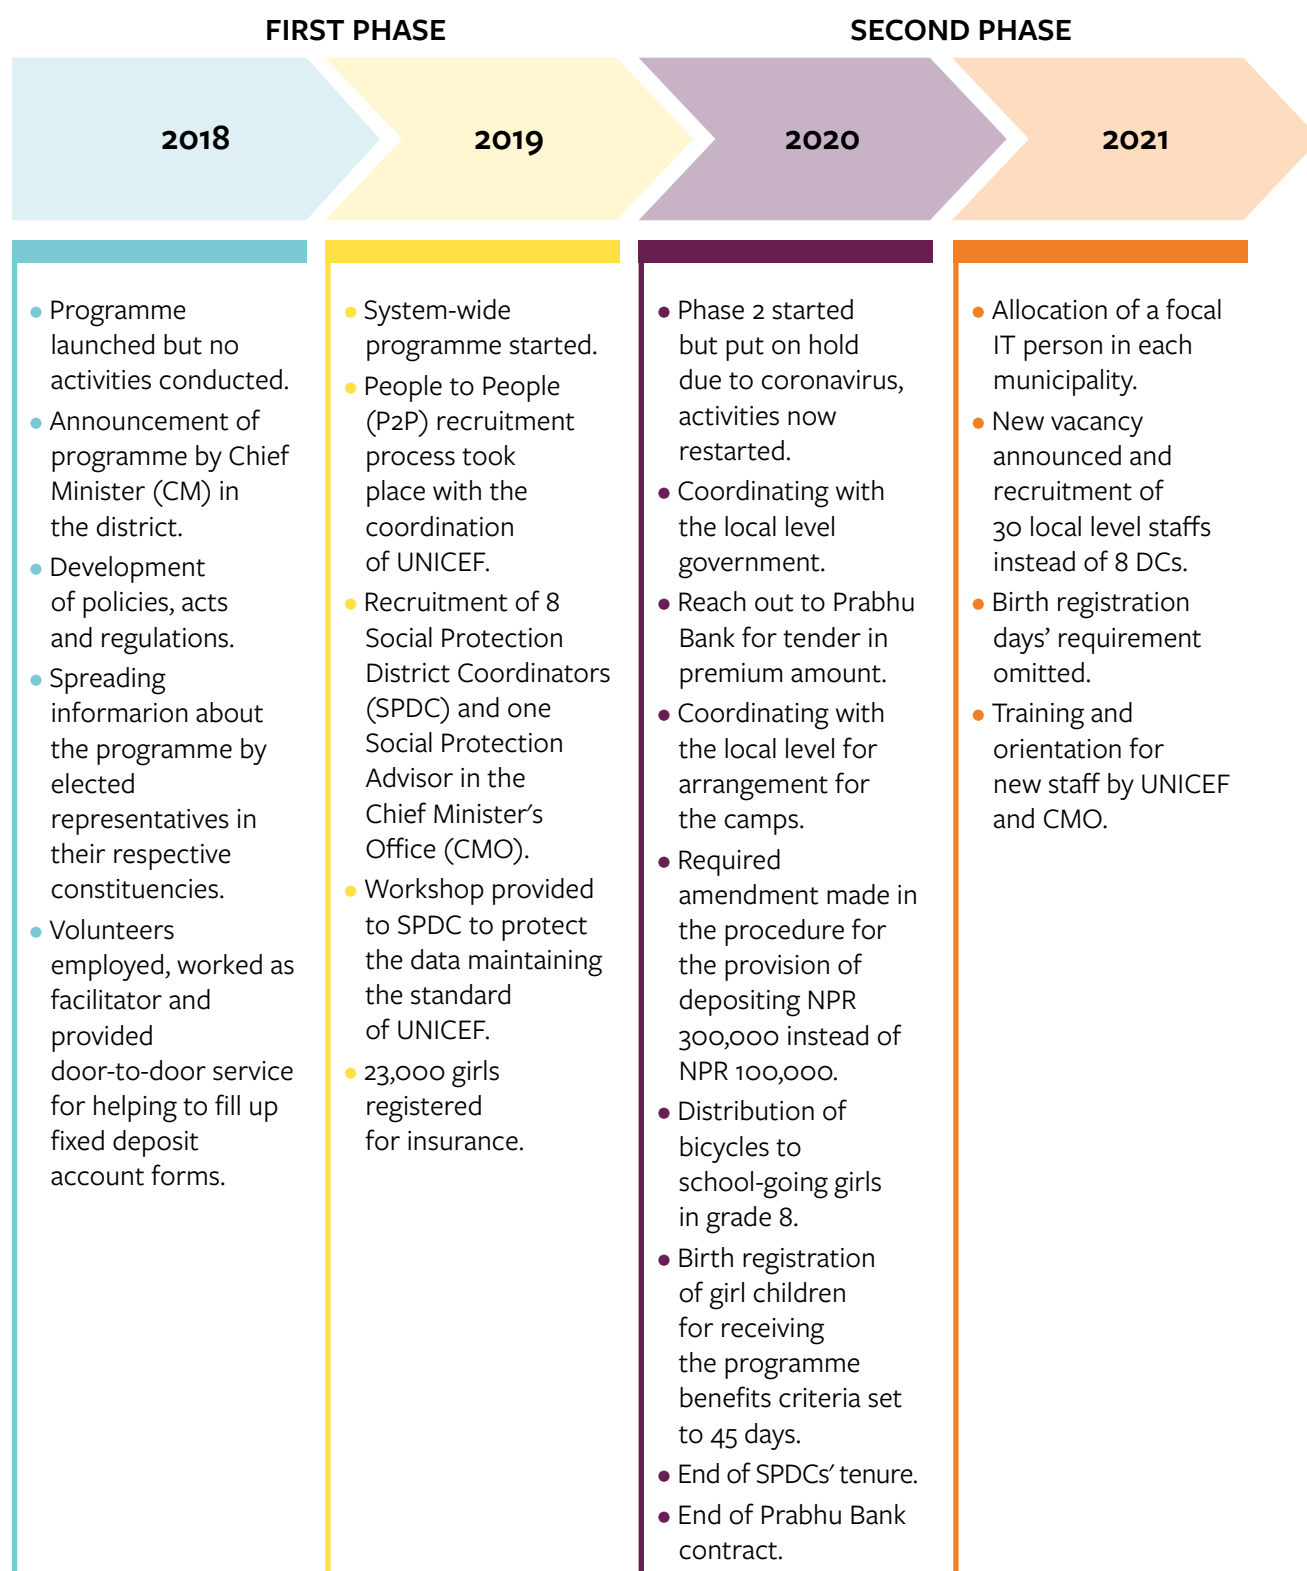 FIRST PHASE
SECOND PHASE
2018
2019
2020
2021
• Programme
launched but no
activities conducted.
• Announcement of
programme by Chief
Minister (CM) in
the district.
• Development
of policies, acts
and regulations.
• Spreading
informarion about
the programme by
elected
representatives in
their respective
constituencies.
• Volunteers
employed, worked as
facilitator and
provided
door-to-door service
for helping to fill up
fixed deposit
account forms.
• System-wide
programme started.
• People to People
(P2P) recruitment
process took
place with the
coordination
of UNICEF.
• Recruitment of 8
Social Protection
District Coordinators
(SPDC) and one
Social Protection
Advisor in the
Chief Minister's
Office (CMO).
• Workshop provided
to SPDC to protect
the data maintaining
the standard
of UNICEF.
• 23,000 girls
registered
for insurance.
• Phase 2 started
but put on hold
due to coronavirus,
activities now
restarted.
• Coordinating with
the local level
government.
• Reach out to Prabhu
Bank for tender in
premium amount.
• Coordinating with
the local level for
arrangement for
the camps.
• Required
amendment made in
the procedure for
the provision of
depositing NPR
300,000 instead of
NPR 100,000.
• Distribution of
bicycles to
school-going girls
in grade 8.
• Birth registration
of girl children
for receiving
the programme
benefits criteria set
to 45 days.
• End of SPDCs' tenure.
• End of Prabhu Bank
contract.
• Allocation of a focal
IT person in each
municipality.
• New vacancy
announced and
recruitment of
30 local level staffs
instead of 8 DCs.
• Birth registration
days’ requirement
omitted.
• Training and
orientation for
new staff by UNICEF
and CMO.